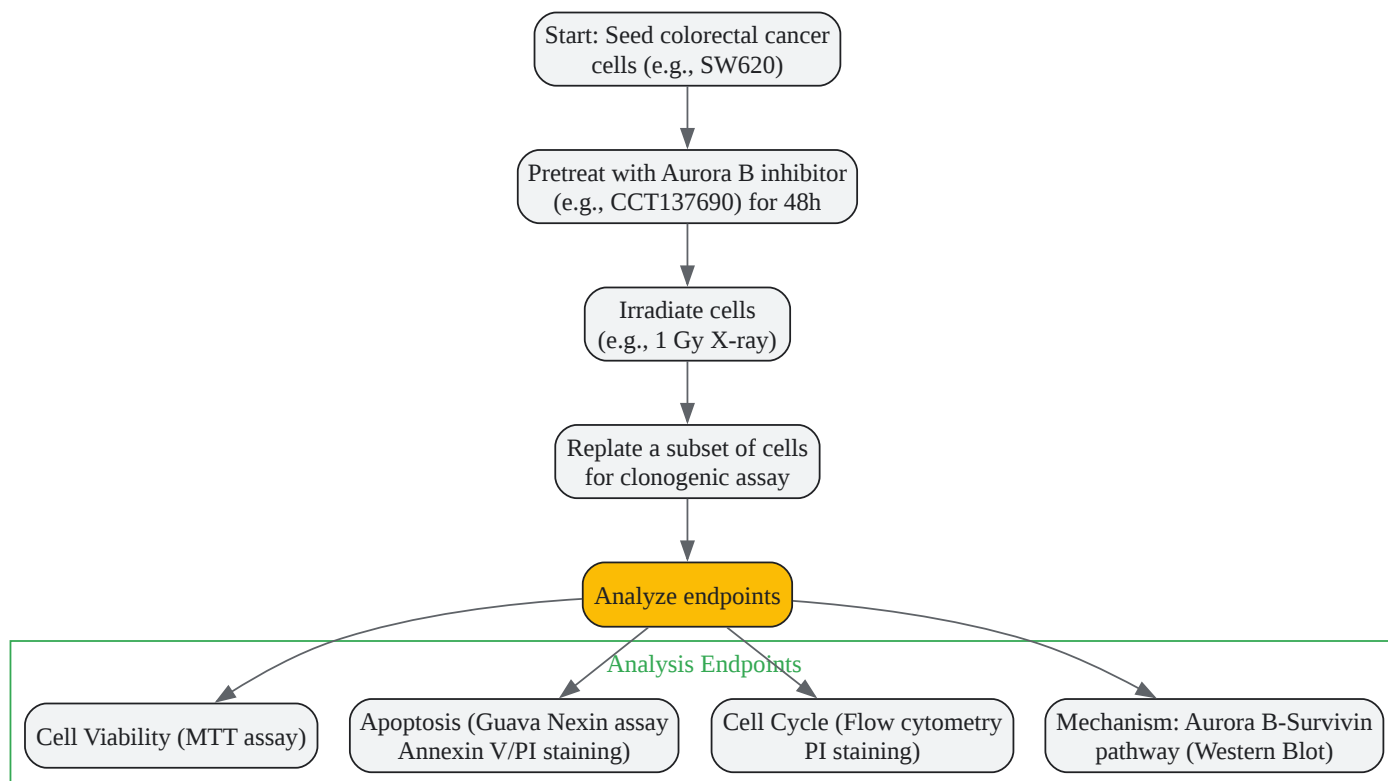 Start: Seed colorectal cancer
cells (e.g., SW620)
Pretreat with Aurora B inhibitor
(e.g., CCT137690) for 48h
Irradiate cells
(e.g., 1 Gy X-ray)
Replate a subset of cells
for clonogenic assay
Analyze endpoints
Analysis Endpoints
Cell Viability (MTT assay)
Apoptosis (Guava Nexin assay
Annexin V/PI staining)
Cell Cycle (Flow cytometry
PI staining)
Mechanism: Aurora B-Survivin
pathway (Western Blot)